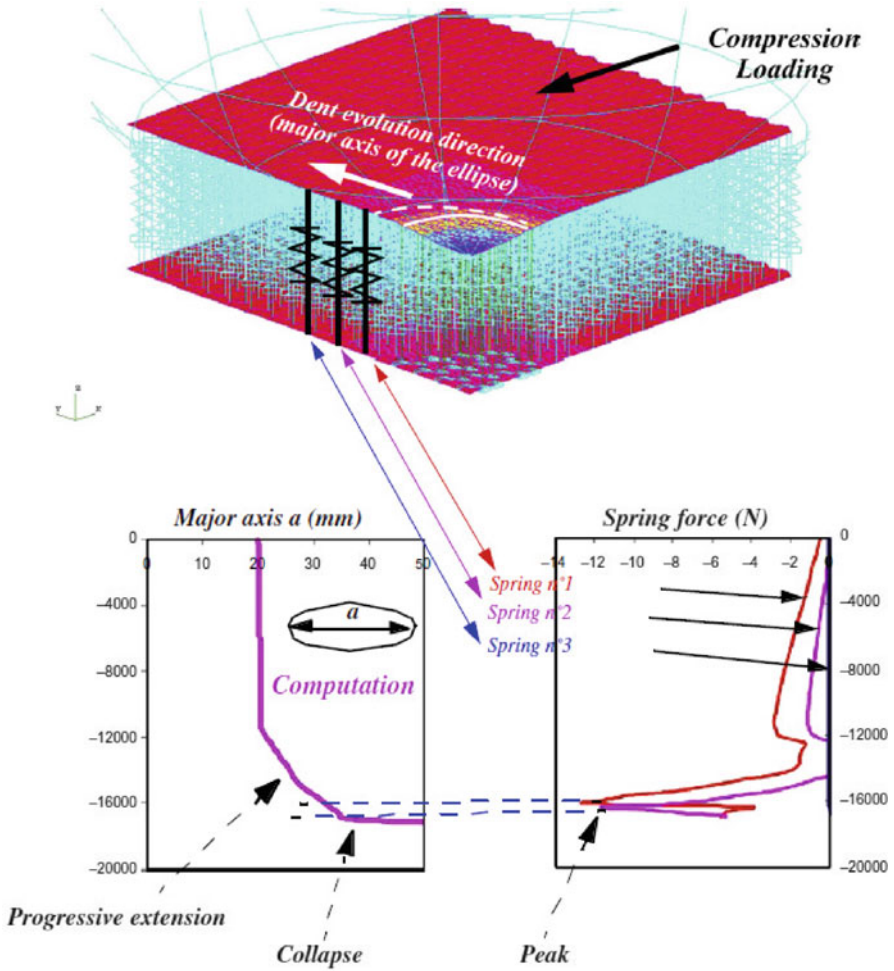 Compression
Loading
Dent evolution direction
(major axis of the ellipse)
z
Y
X
Major axis a (mm)
0
0
10
20
30
40
50
−4000
−8000
−12000
−16000
−20000
a
Computation
Spring n°1
Spring n°2
Spring n°3
Spring force (N)
−14
−12
−10
−8
−6
−4
−2
0
0
−4000
−8000
−12000
−16000
−20000
Progressive extension
Collapse
Peak